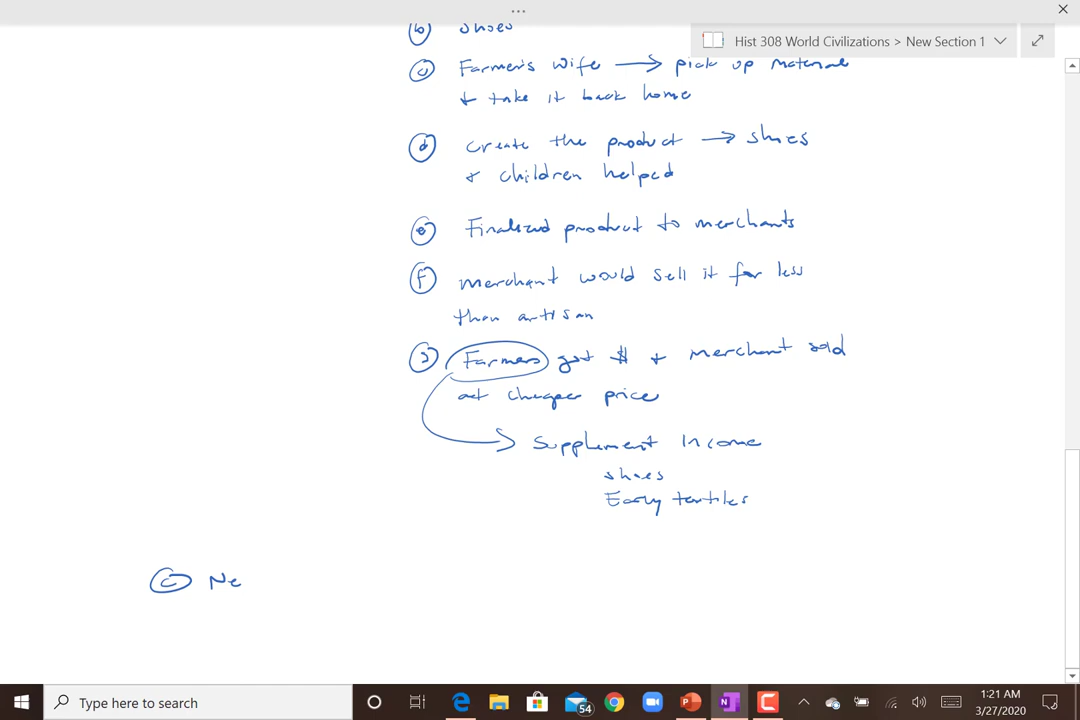 Hist 308 World Civilizations > New Section 1
(b) Shoes
(c) Farmer's Wife → pick up material
+ take it back home
(d) create the product → shoes
+ children helped
(e) Finalized product to merchants
(f) merchant would sell it for less
than artisan
(g) Farmers got $ + merchant sold
at cheaper price
→ Supplement Income
shoes
Early textiles
(C) Ne
Type here to search
54
1:21 AM
3/27/2020